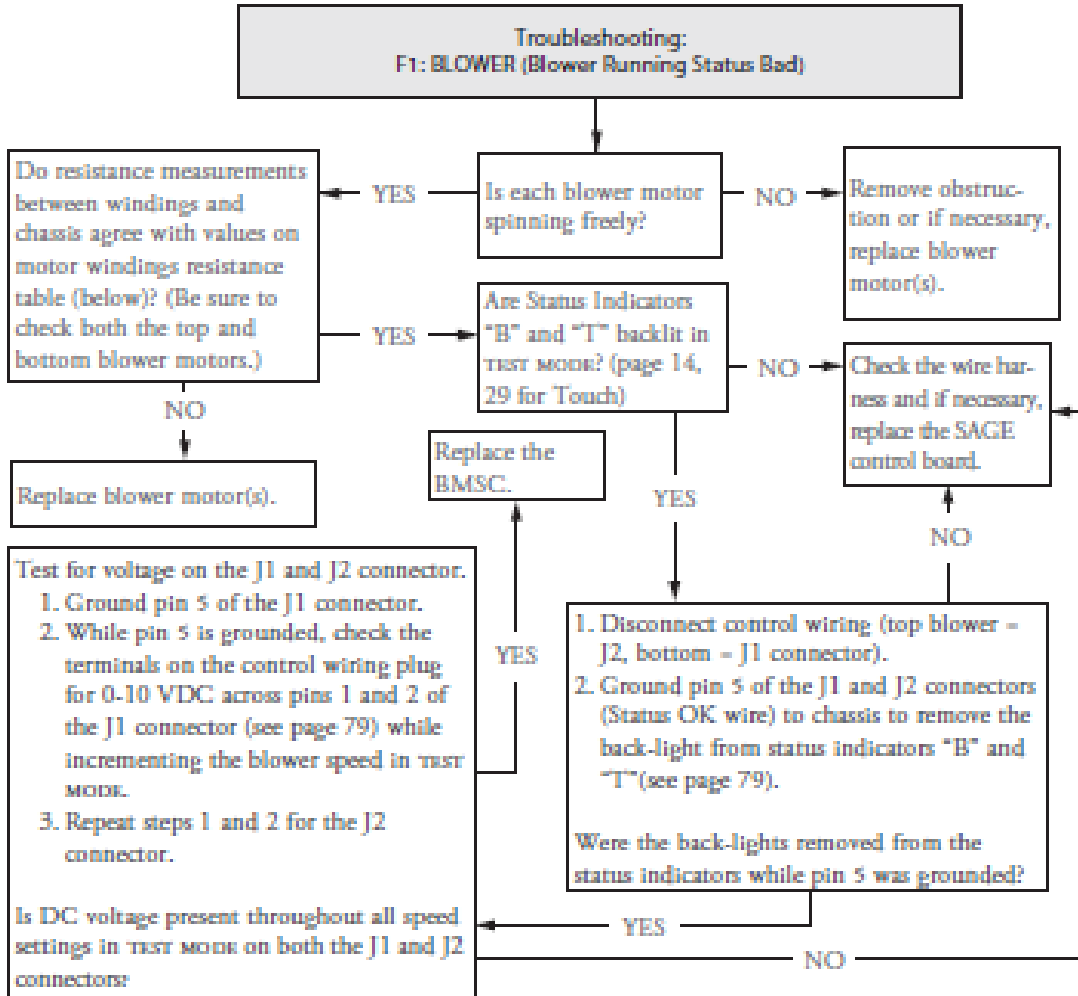 Troubleshooting:
F1: BLOWER (Blower Running Status Bad)
Is each blower motor
spinning freely?
YES
NO
Remove obstruc-
tion or if necessary,
replace blower
motor(s).
Do resistance measurements
between windings and
chassis agree with values on
motor windings resistance
table (below)? (Be sure to
check both the top and
bottom blower motors.)
YES
NO
Replace blower motor(s).
Are Status Indicators
“B” and “T” backlit in
TEST MODE? (page 14,
29 for Touch)
NO
YES
Check the wire har-
ness and if necessary,
replace the SAGE
control board.
NO
Replace the
BMSC.
YES
1. Disconnect control wiring (top blower =
J2, bottom = J1 connector).
2. Ground pin 5 of the J1 and J2 connectors
(Status OK wire) to chassis to remove the
back-light from status indicators “B” and
“T”(see page 79).
Were the back-lights removed from the
status indicators while pin 5 was grounded?
YES
Test for voltage on the J1 and J2 connector.
1. Ground pin 5 of the J1 connector.
2. While pin 5 is grounded, check the
terminals on the control wiring plug
for 0-10 VDC across pins 1 and 2 of
the J1 connector (see page 79) while
incrementing the blower speed in TEST
MODE.
3. Repeat steps 1 and 2 for the J2
connector.
Is DC voltage present throughout all speed
settings in TEST MODE on both the J1 and J2
connectors?
NO